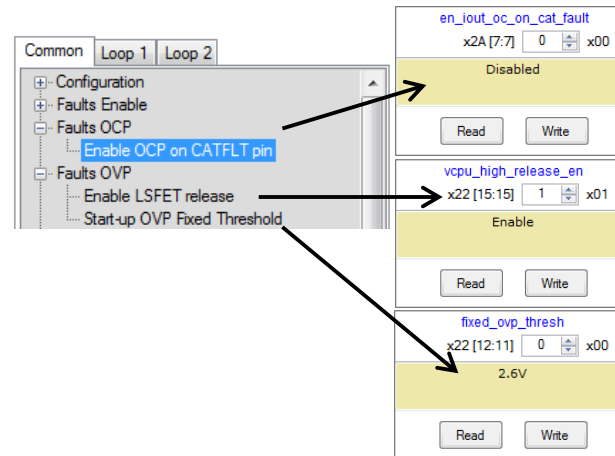 Common Loop 1 Loop 2
Configuration
Faults Enable
Faults OCP
Enable OCP on CATFLT pin
Faults OVP
Enable LSFET release
Start-up OVP Fixed Threshold
en_iout_oc_on_cat_fault
x2A [7:7] 0 x00
Disabled
Read Write
vcpu_high_release_en
x22 [15:15] 1 x01
Enable
Read Write
fixed_ovp_thresh
x22 [12:11] 0 x00
2.6V
Read Write